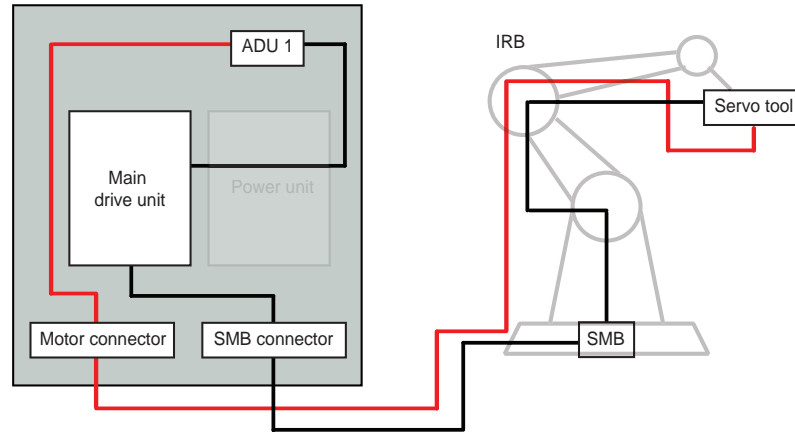 ADU 1
IRB
Servo tool
Main
drive unit
Power unit
Motor connector
SMB connector
SMB